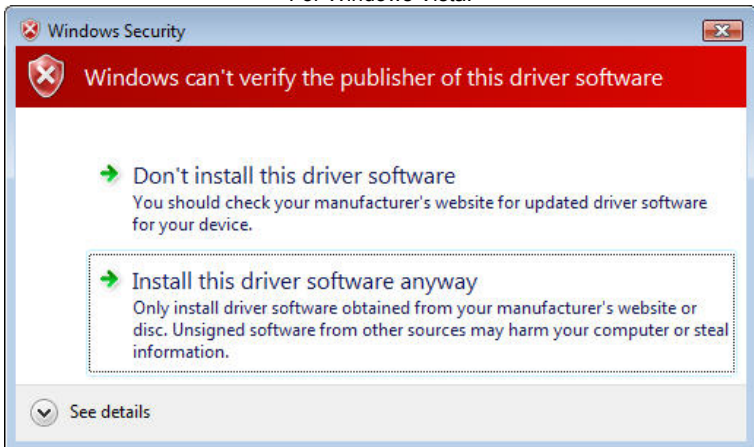 For Windows Vista:
Windows Security
Windows can't verify the publisher of this driver software
Don't install this driver software
You should check your manufacturer's website for updated driver software
for your device.
Install this driver software anyway
Only install driver software obtained from your manufacturer's website or
disc. Unsigned software from other sources may harm your computer or steal
information.
See details